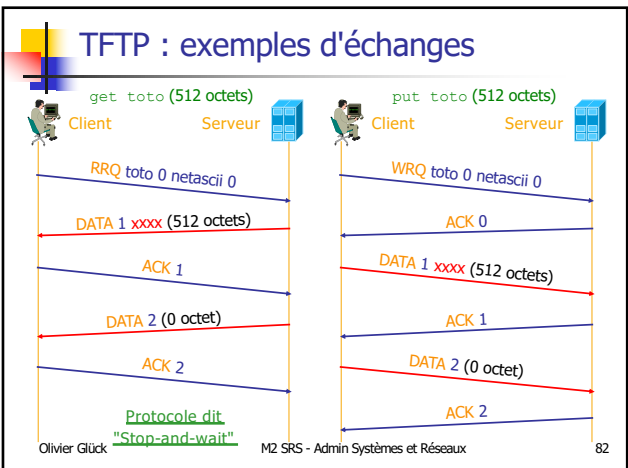 TFTP : exemples d'échanges
get toto (512 octets)
Client
Serveur
RRQ toto 0 netascii 0
DATA 1 xxxx (512 octets)
ACK 1
DATA 2 (0 octet)
ACK 2
Protocole dit
"Stop-and-wait"
put toto (512 octets)
Client
Serveur
WRQ toto 0 netascii 0
ACK 0
DATA 1 xxxx (512 octets)
ACK 1
DATA 2 (0 octet)
ACK 2
Olivier Glück
M2 SRS - Admin Systèmes et Réseaux
82